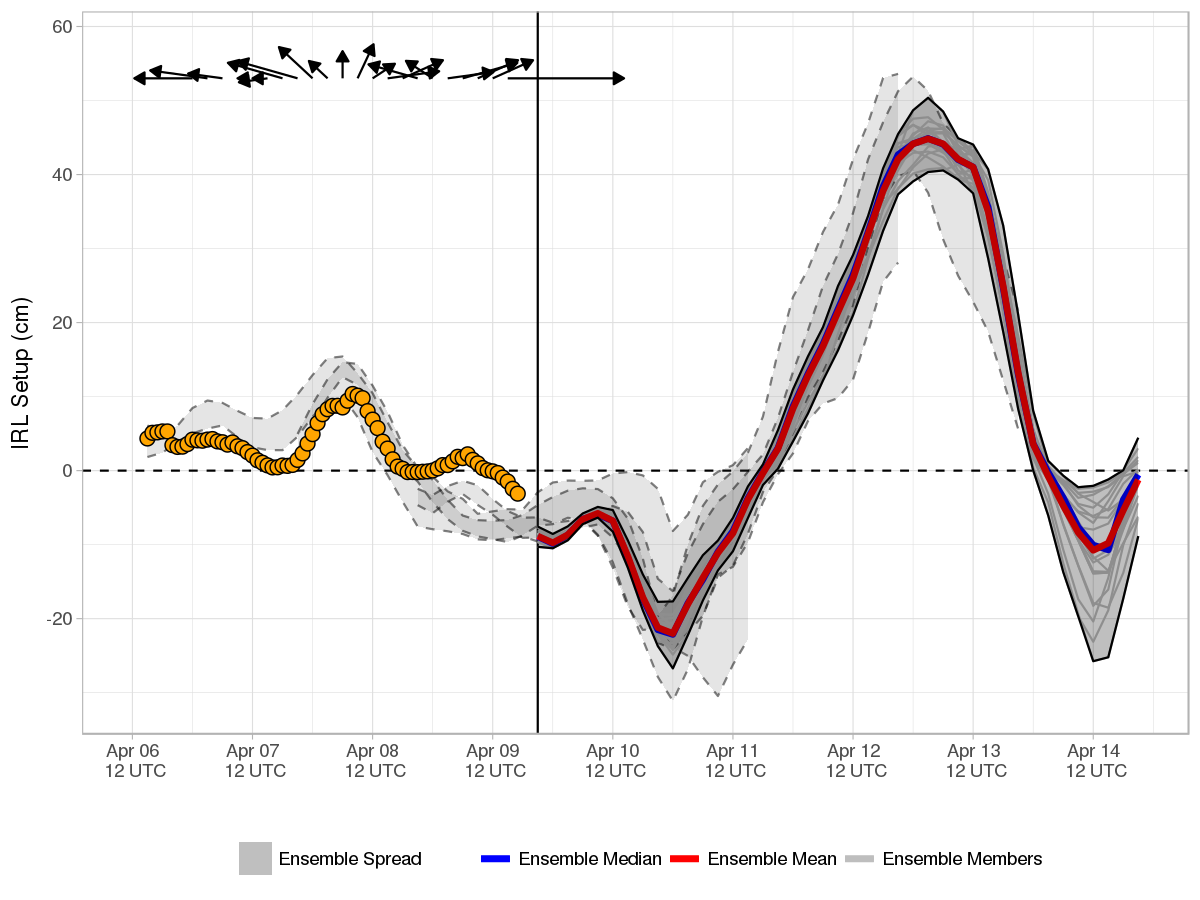 60
40
20
0
-20
IRL Setup (cm)
Apr 06
12 UTC
Apr 07
12 UTC
Apr 08
12 UTC
Apr 09
12 UTC
Apr 10
12 UTC
Apr 11
12 UTC
Apr 12
12 UTC
Apr 13
12 UTC
Apr 14
12 UTC
Ensemble Spread
Ensemble Median
Ensemble Mean
Ensemble Members